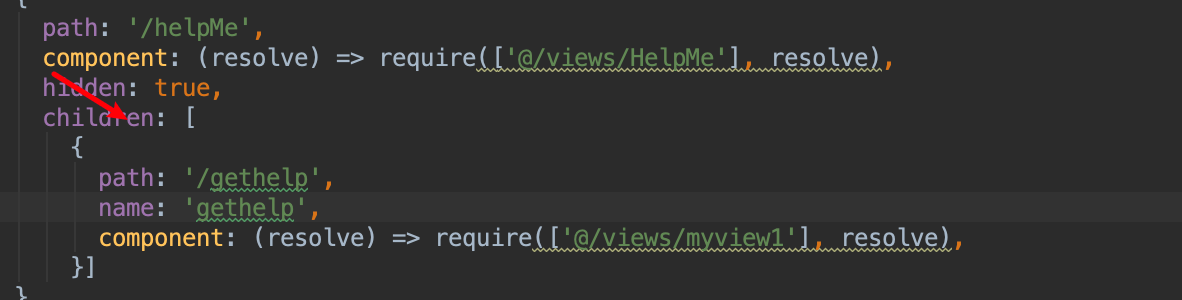 {
path: '/helpMe',
component: (resolve) => require(['@/views/HelpMe'], resolve),
hidden: true,
children: [
{
path: '/gethelp',
name: 'gethelp',
component: (resolve) => require(['@/views/myview1'], resolve),
}]
}